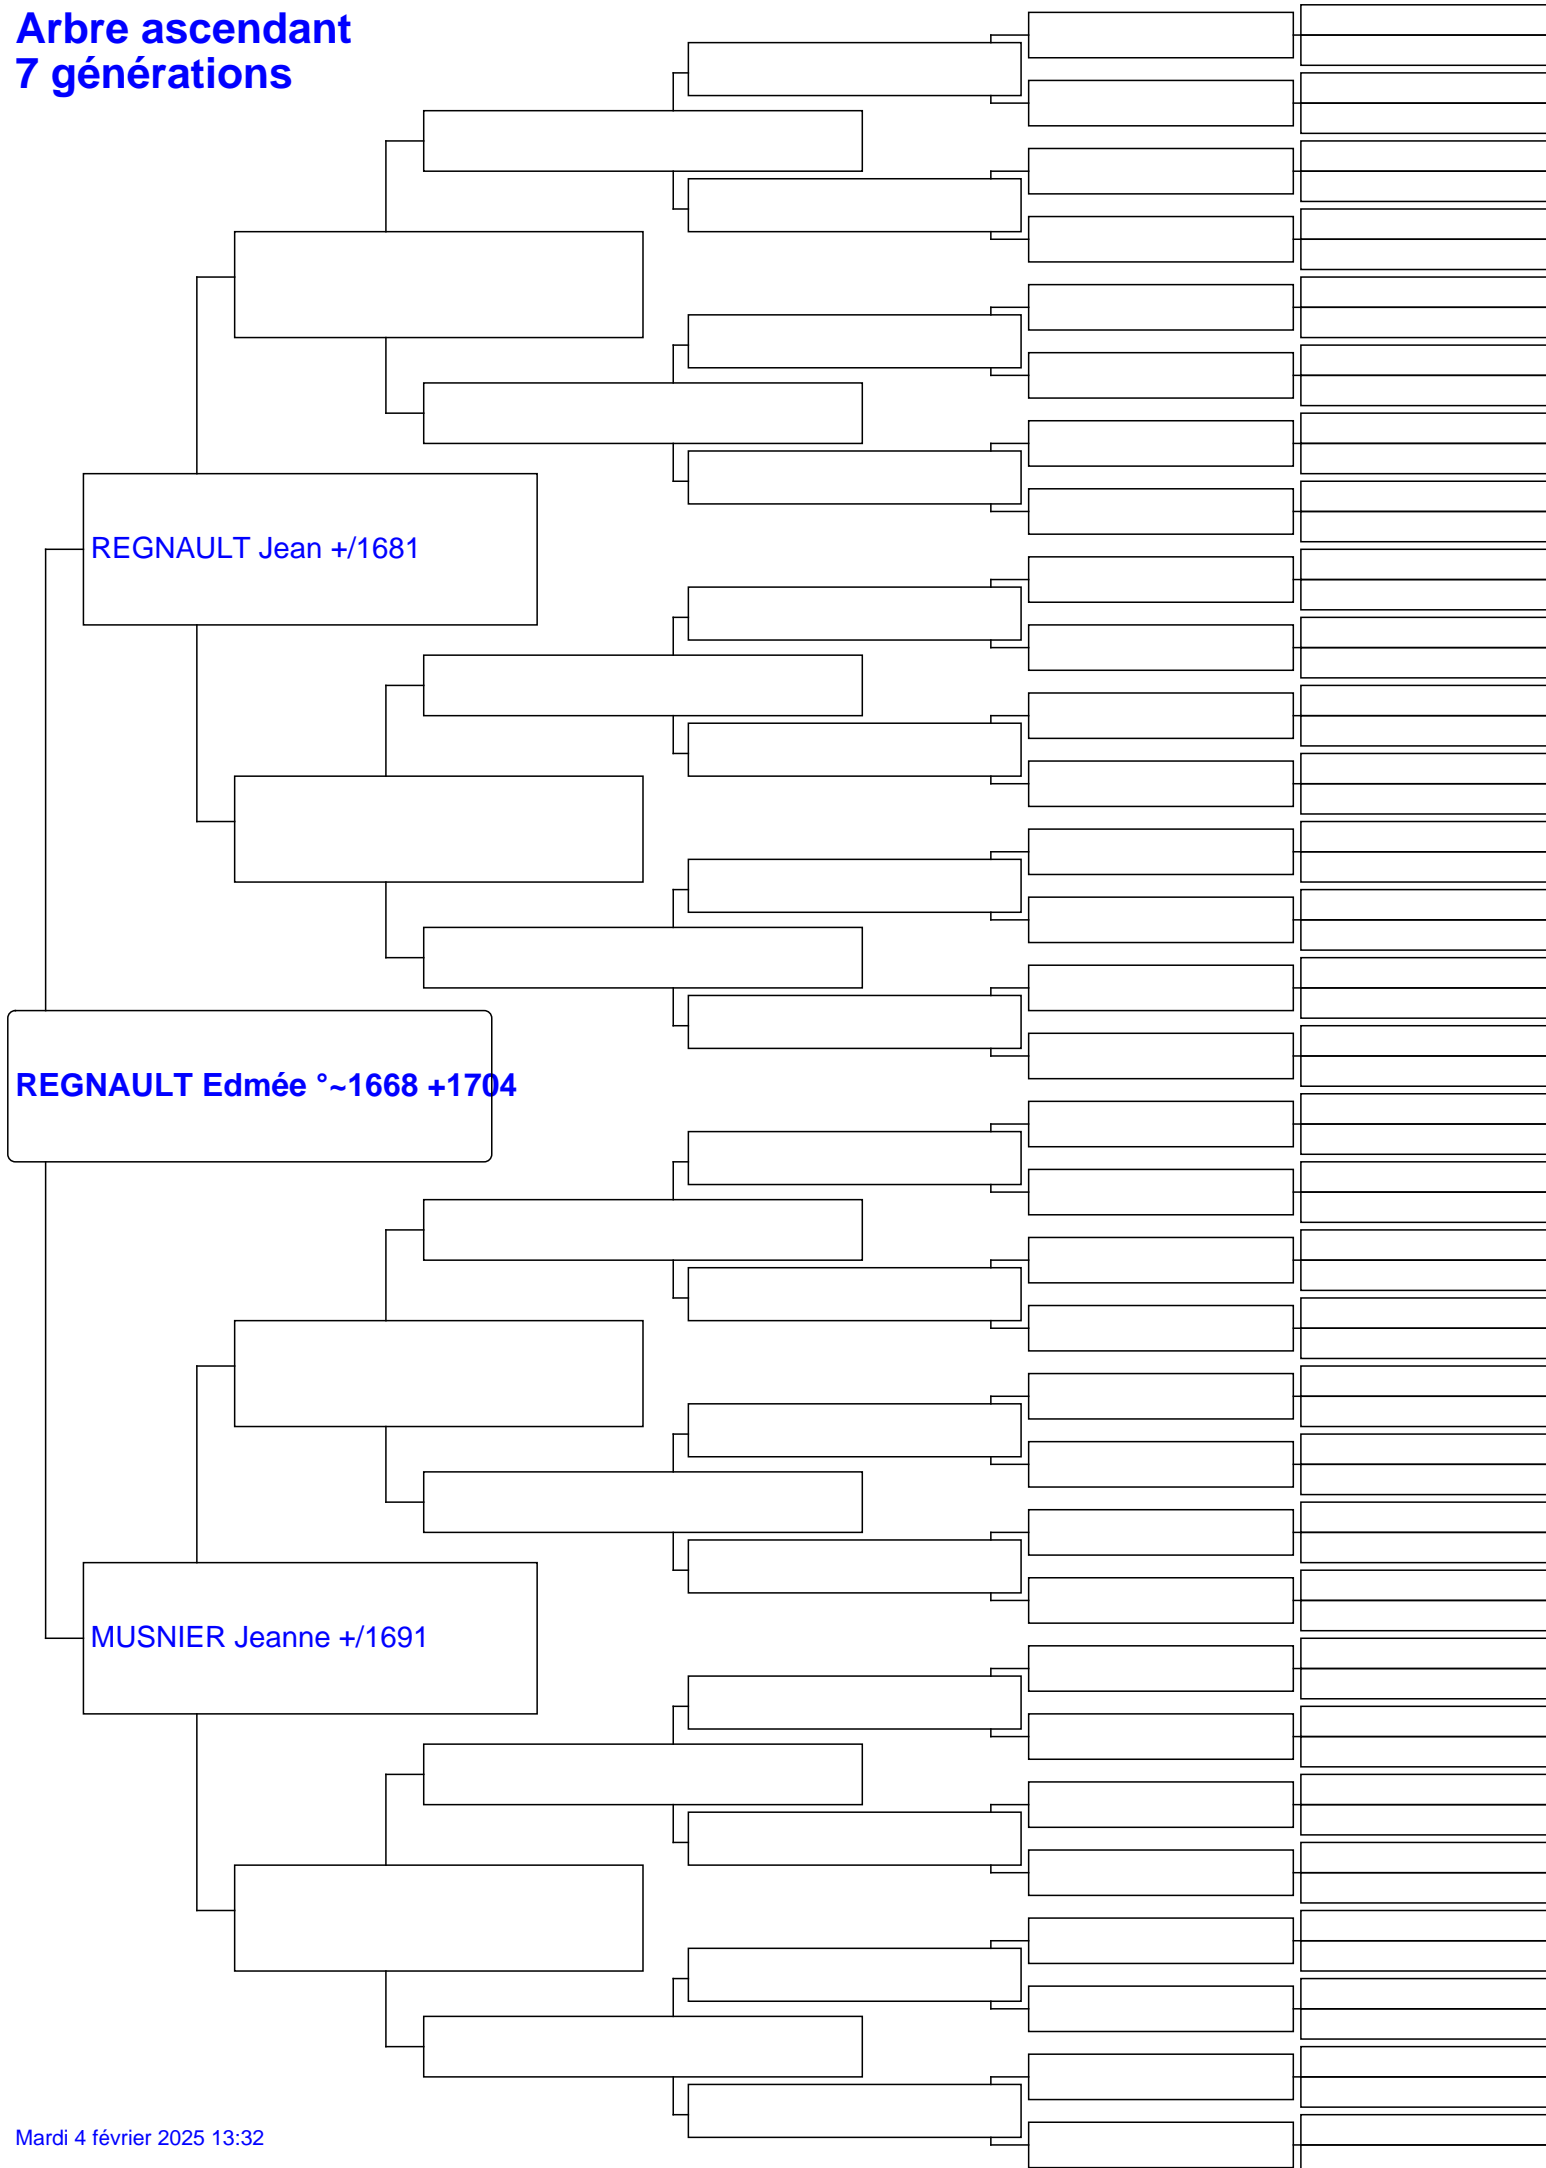 Arbre ascendant
7 générations
REGNAULT Jean +/1681
REGNAULT Edmée °~1668 +1704
MUSNIER Jeanne +/1691
Mardi 4 février 2025 13:32